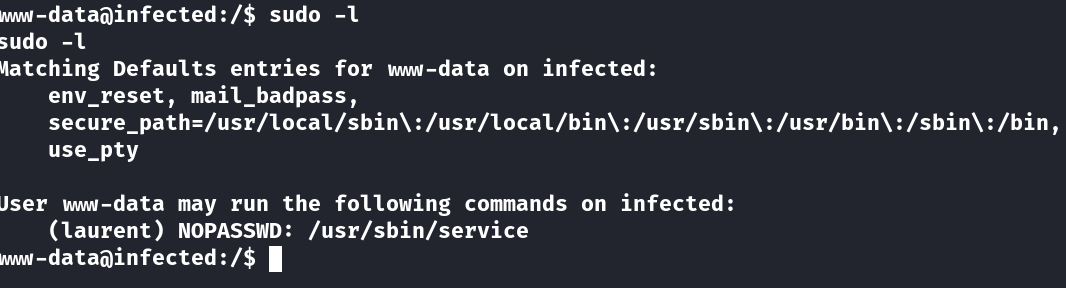 www-data@infected:/$ sudo -l
sudo -l
Matching Defaults entries for www-data on infected:
    env_reset, mail_badpass,
    secure_path=/usr/local/sbin\:/usr/local/bin\:/usr/sbin\:/usr/bin\:/sbin\:/bin,
    use_pty

User www-data may run the following commands on infected:
    (laurent) NOPASSWD: /usr/sbin/service
www-data@infected:/$